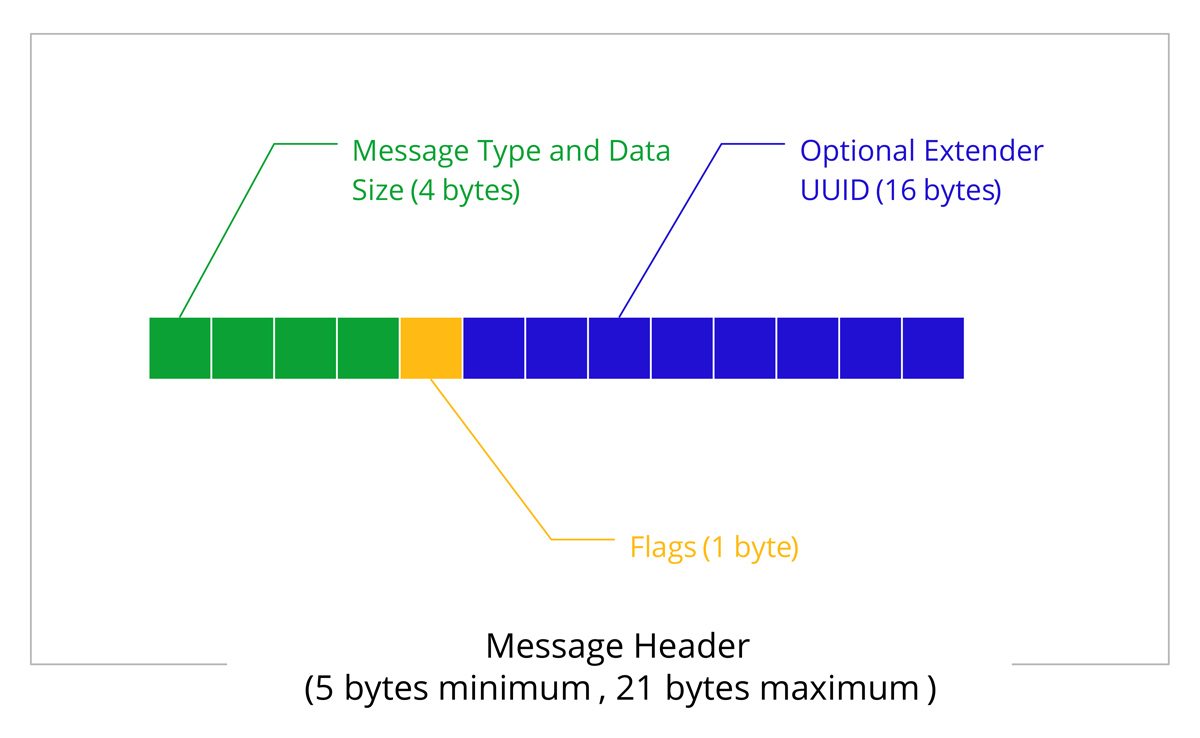 Message Type and Data
Size (4 bytes)
Optional Extender
UUID (16 bytes)
Flags (1 byte)
Message Header
(5 bytes minimum , 21 bytes maximum )